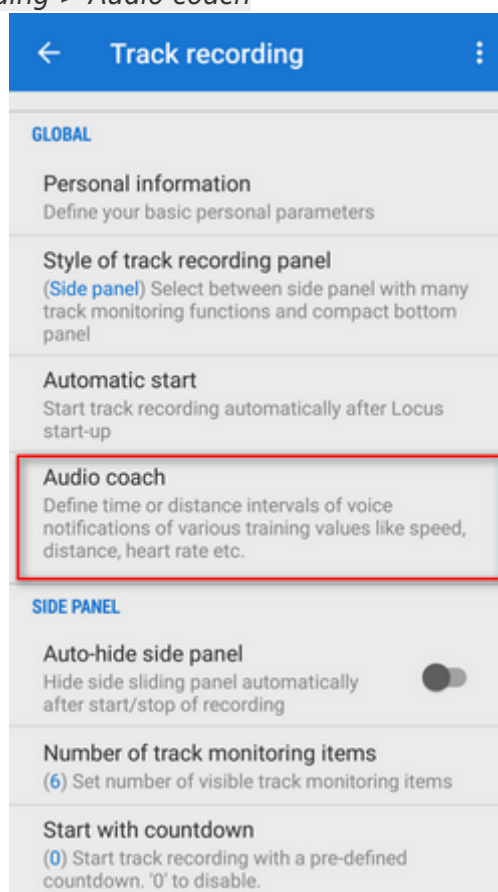 ding > Audio coach
Track recording
GLOBAL
Personal information
Define your basic personal parameters
Style of track recording panel
(Side panel) Select between side panel with many
track monitoring functions and compact bottom
panel
Automatic start
Start track recording automatically after Locus
start-up
Audio coach
Define time or distance intervals of voice
notifications of various training values like speed,
distance, heart rate etc.
SIDE PANEL
Auto-hide side panel
Hide side sliding panel automatically
after start/stop of recording
Number of track monitoring items
(6) Set number of visible track monitoring items
Start with countdown
(0) Start track recording with a pre-defined
countdown. '0' to disable.